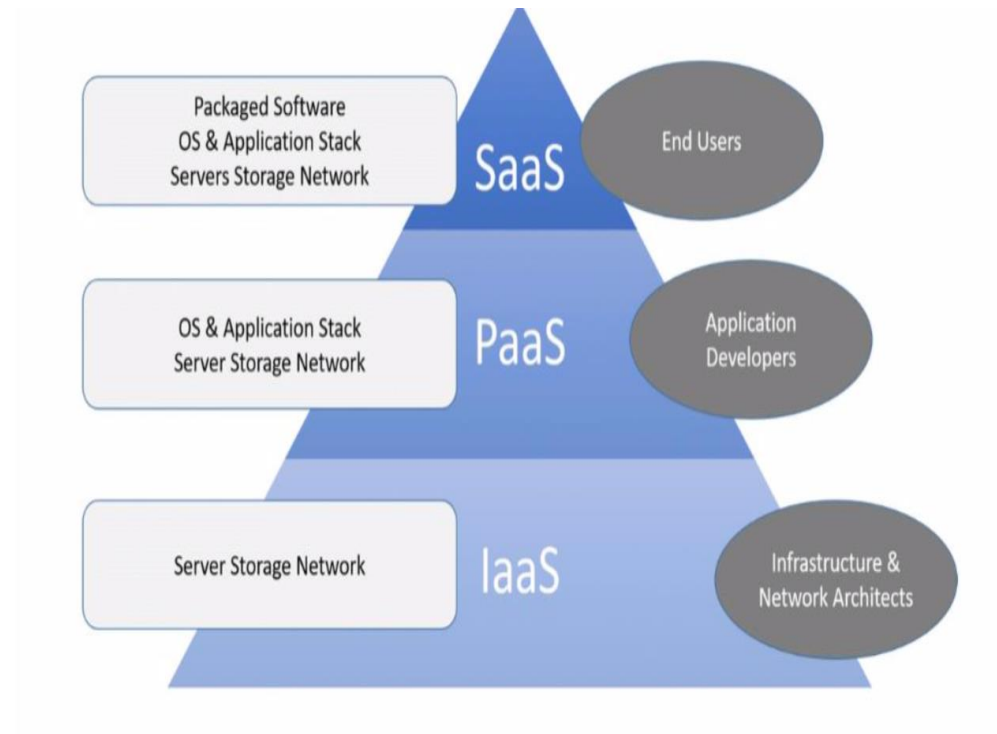 Packaged Software
OS & Application Stack
Servers Storage Network
SaaS
End Users
OS & Application Stack
Server Storage Network
PaaS
Application
Developers
Server Storage Network
IaaS
Infrastructure &
Network Architects